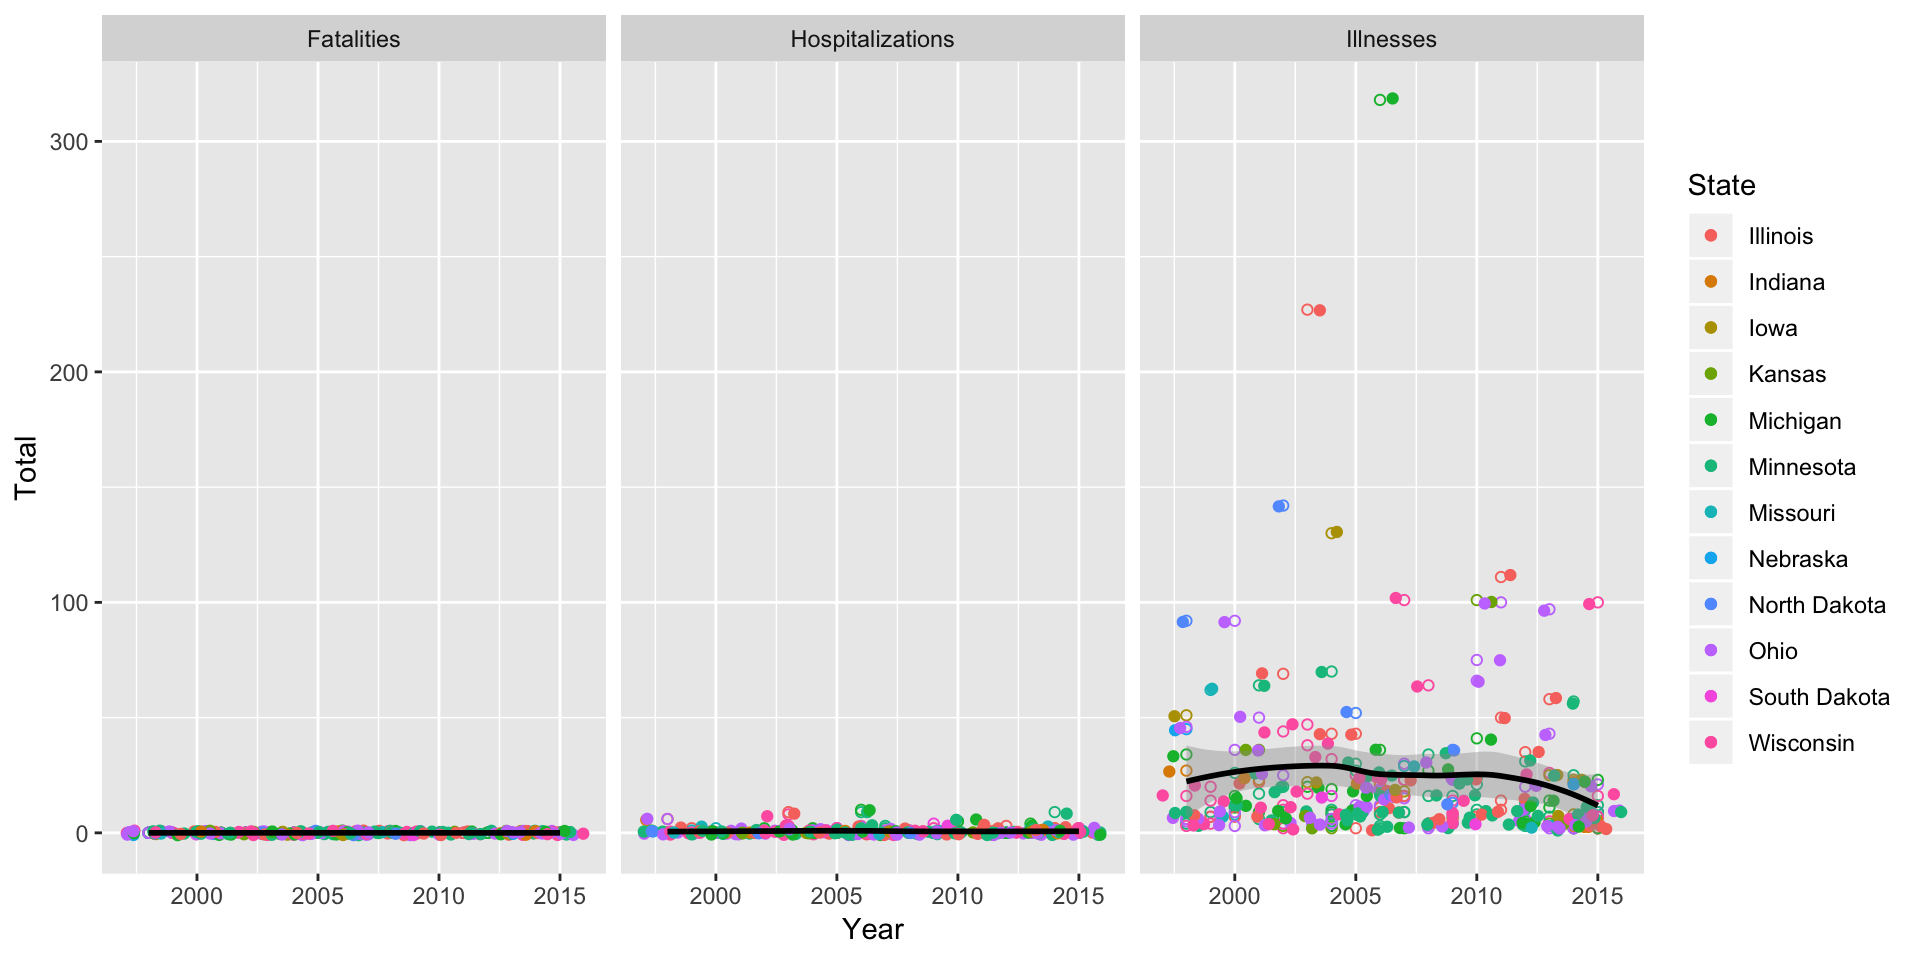 Fatalities
Hospitalizations
Illnesses
300
200
100
0
Total
2000 2005 2010 2015
2000 2005 2010 2015
2000 2005 2010 2015
Year
State
Illinois
Indiana
Iowa
Kansas
Michigan
Minnesota
Missouri
Nebraska
North Dakota
Ohio
South Dakota
Wisconsin